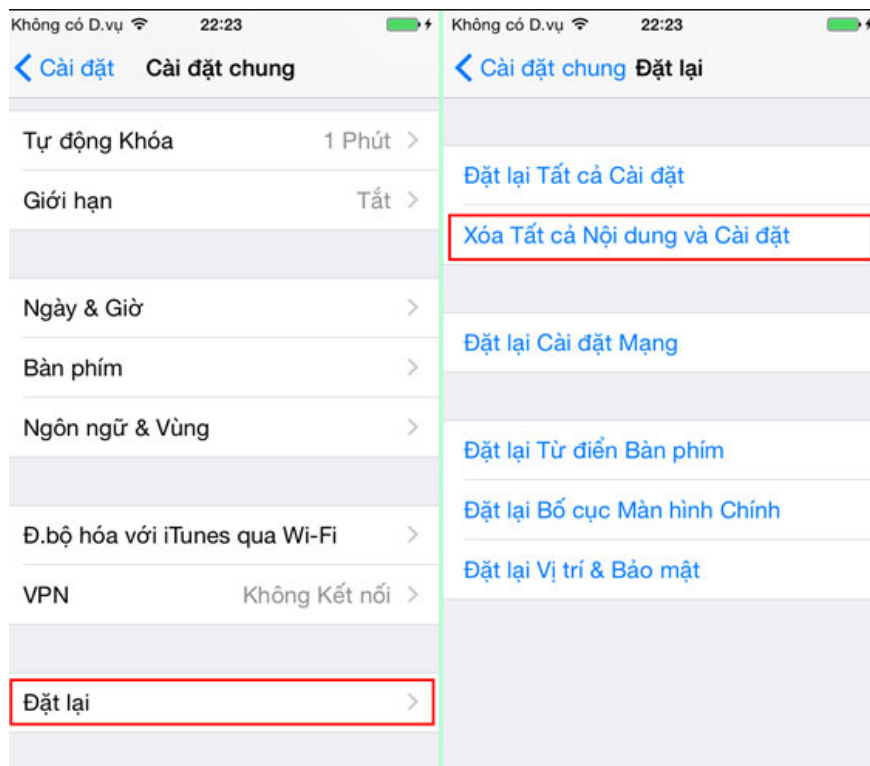 Không có D.vụ 22:23
Cài đặt Cài đặt chung
Tự động Khóa 1 Phút
Giới hạn Tắt
Ngày & Giờ
Bàn phím
Ngôn ngữ & Vùng
Đ.bộ hóa với iTunes qua Wi-Fi
VPN Không Kết nối
Đặt lại
Không có D.vụ 22:23
Cài đặt chung Đặt lại
Đặt lại Tất cả Cài đặt
Xóa Tất cả Nội dung và Cài đặt
Đặt lại Cài đặt Mạng
Đặt lại Từ điển Bàn phím
Đặt lại Bố cục Màn hình Chính
Đặt lại Vị trí & Bảo mật